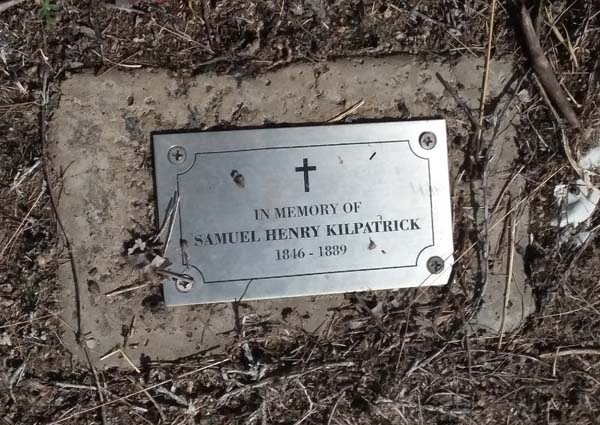 IN MEMORY OF
SAMUEL HENRY KILPATRICK
1846 - 1889